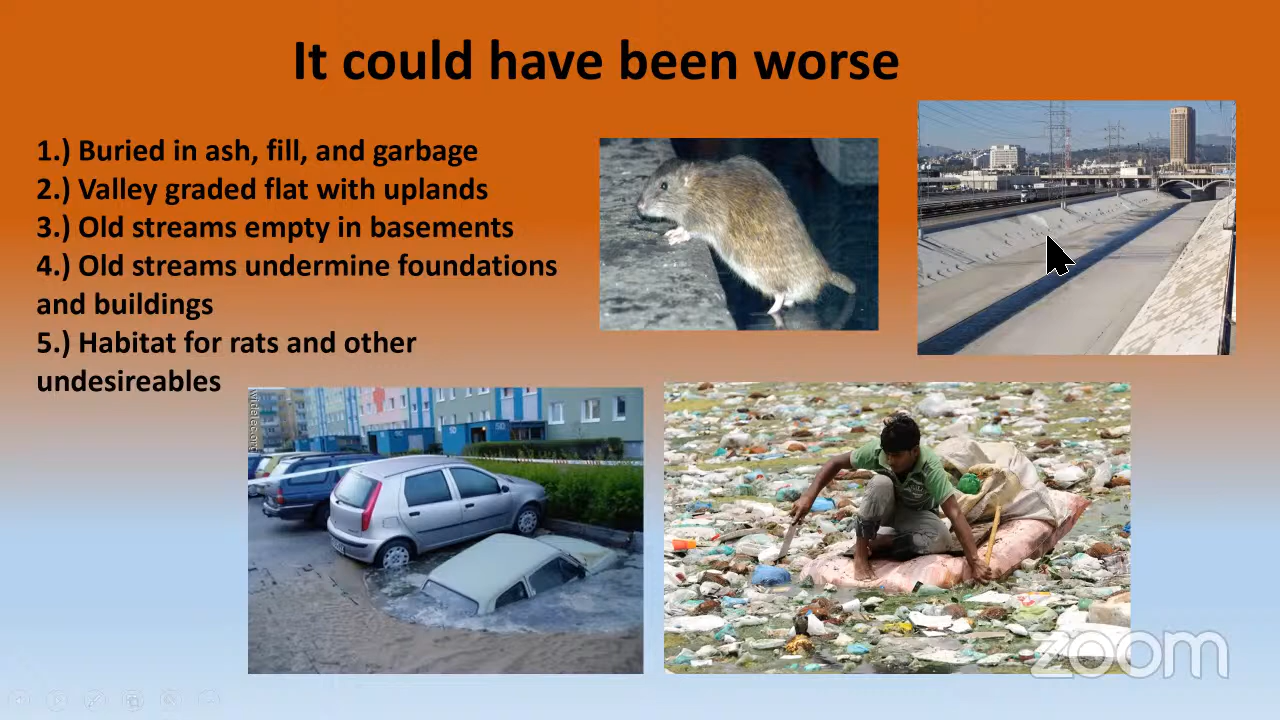 It could have been worse
1.) Buried in ash, fill, and garbage
2.) Valley graded flat with uplands
3.) Old streams empty in basements
4.) Old streams undermine foundations
and buildings
5.) Habitat for rats and other
undesireables
zoom